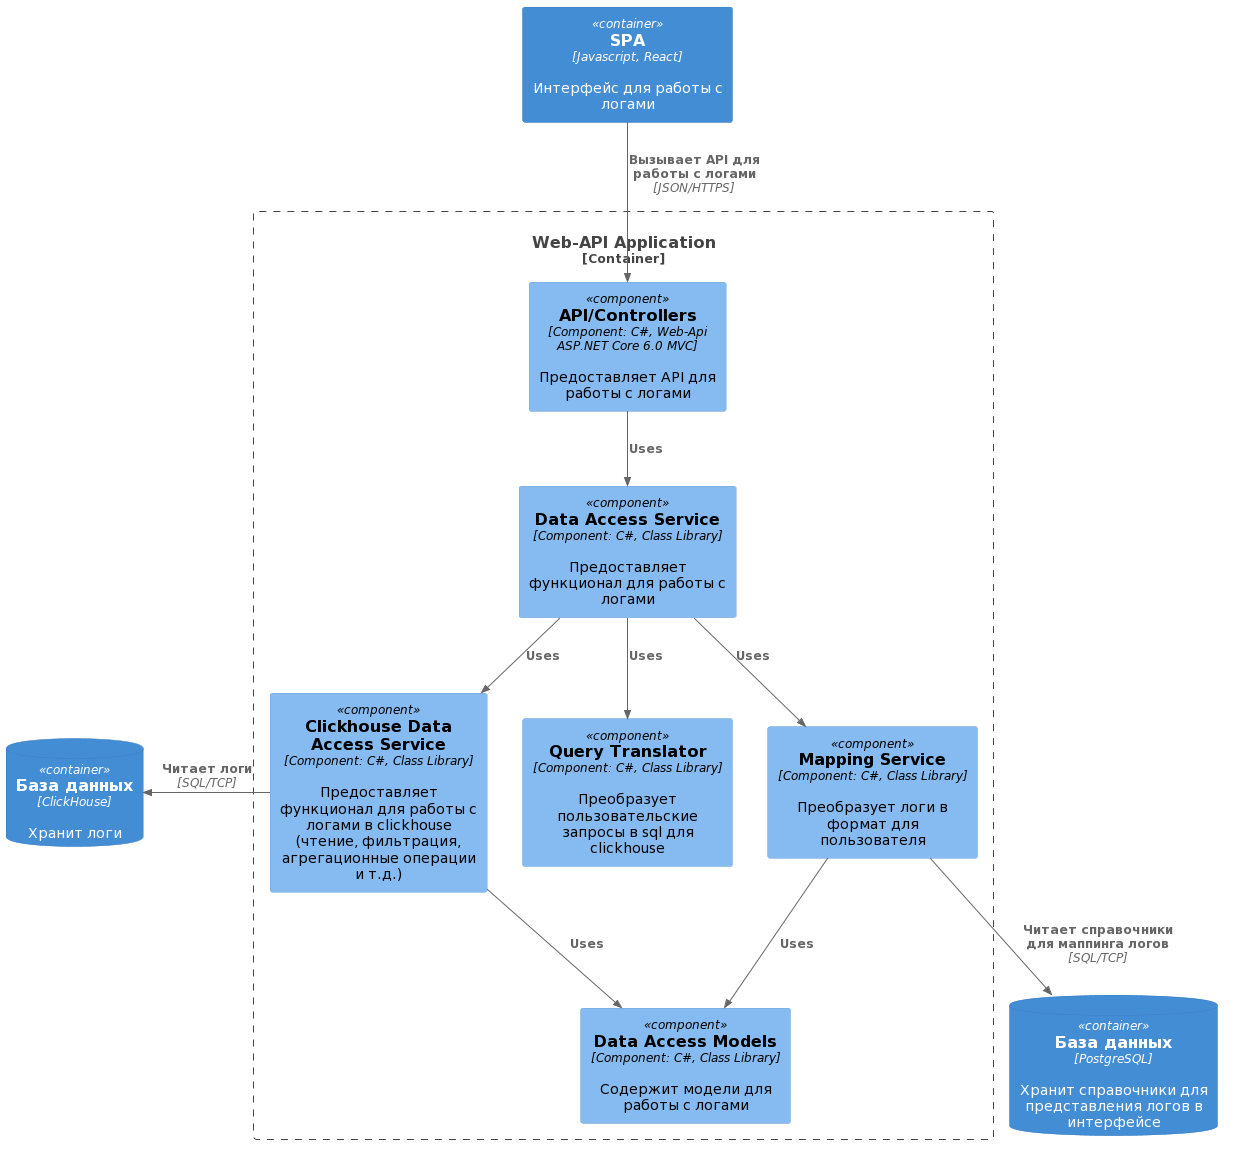 «container»
SPA
[Javascript, React]
Интерфейс для работы с
логами
Вызывает API для
работы с логами
[JSON/HTTPS]
Web-API Application
[Container]
«component»
API/Controllers
[Component: C#, Web-Api
ASP.NET Core 6.0 MVC]
Предоставляет API для
работы с логами
Uses
«component»
Data Access Service
[Component: C#, Class Library]
Предоставляет
функционал для работы с
логами
Uses
Uses
Uses
«component»
Clickhouse Data
Access Service
[Component: C#, Class Library]
Предоставляет
функционал для работы с
логами в clickhouse
(чтение, фильтрация,
агрегационные операции
и т.д.)
«component»
Query Translator
[Component: C#, Class Library]
Преобразует
пользовательские
запросы в sql для
clickhouse
«component»
Mapping Service
[Component: C#, Class Library]
Преобразует логи в
формат для
пользователя
Читает логи
[SQL/TCP]
«container»
База данных
[ClickHouse]
Хранит логи
Uses
Uses
Читает справочники
для маппинга логов
[SQL/TCP]
«component»
Data Access Models
[Component: C#, Class Library]
Содержит модели для
работы с логами
«container»
База данных
[PostgreSQL]
Хранит справочники для
представления логов в
интерфейсе